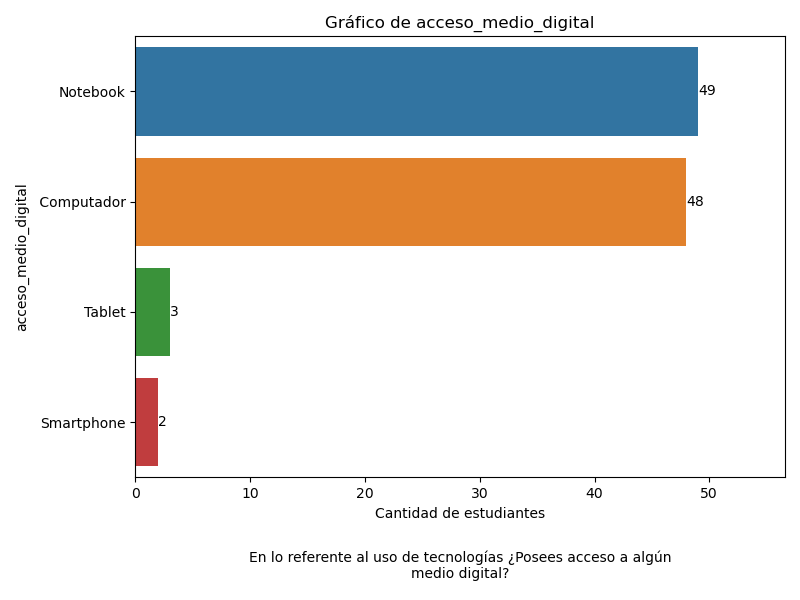 Gráfico de acceso_medio_digital
acceso_medio_digital
Notebook
49
Computador
48
Tablet
3
Smartphone
2
0 10 20 30 40 50
Cantidad de estudiantes
En lo referente al uso de tecnologías ¿Posees acceso a algún
medio digital?